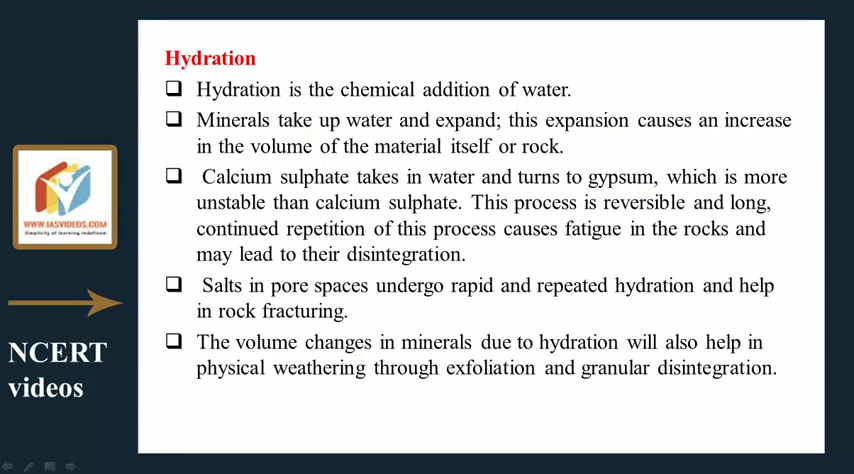 Hydration
❑ Hydration is the chemical addition of water.
❑ Minerals take up water and expand; this expansion causes an increase
in the volume of the material itself or rock.
❑ Calcium sulphate takes in water and turns to gypsum, which is more
unstable than calcium sulphate. This process is reversible and long,
continued repetition of this process causes fatigue in the rocks and
may lead to their disintegration.
❑ Salts in pore spaces undergo rapid and repeated hydration and help
in rock fracturing.
❑ The volume changes in minerals due to hydration will also help in
physical weathering through exfoliation and granular disintegration.
WWW.IASVIDEOS.COM
Simplicity of learning redefined.
NCERT
videos